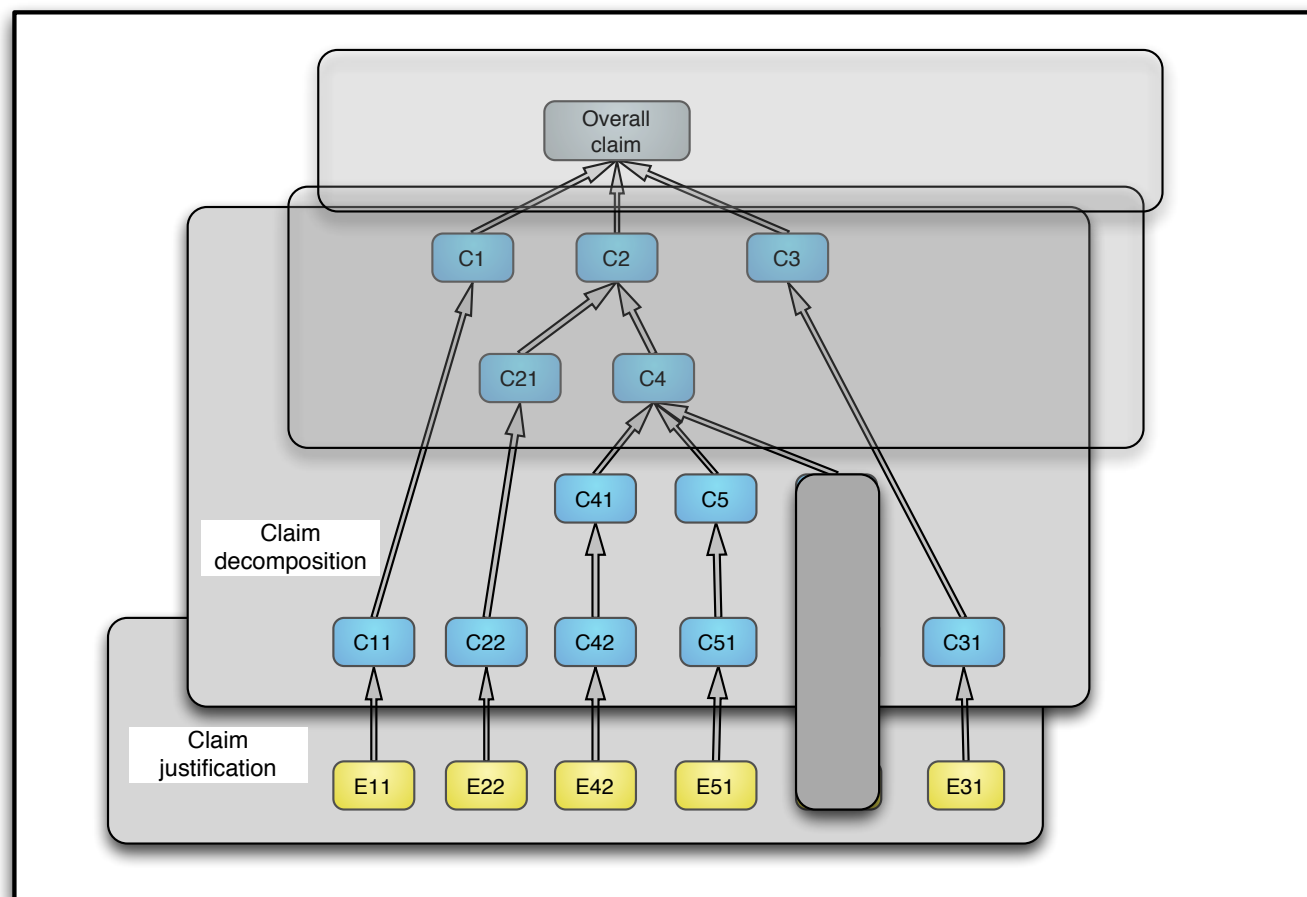 Overall
claim
C1
C2
C3
C21
C4
C41
C5
Claim
decomposition
C11
C22
C42
C51
C31
Claim
justification
E11
E22
E42
E51
E31